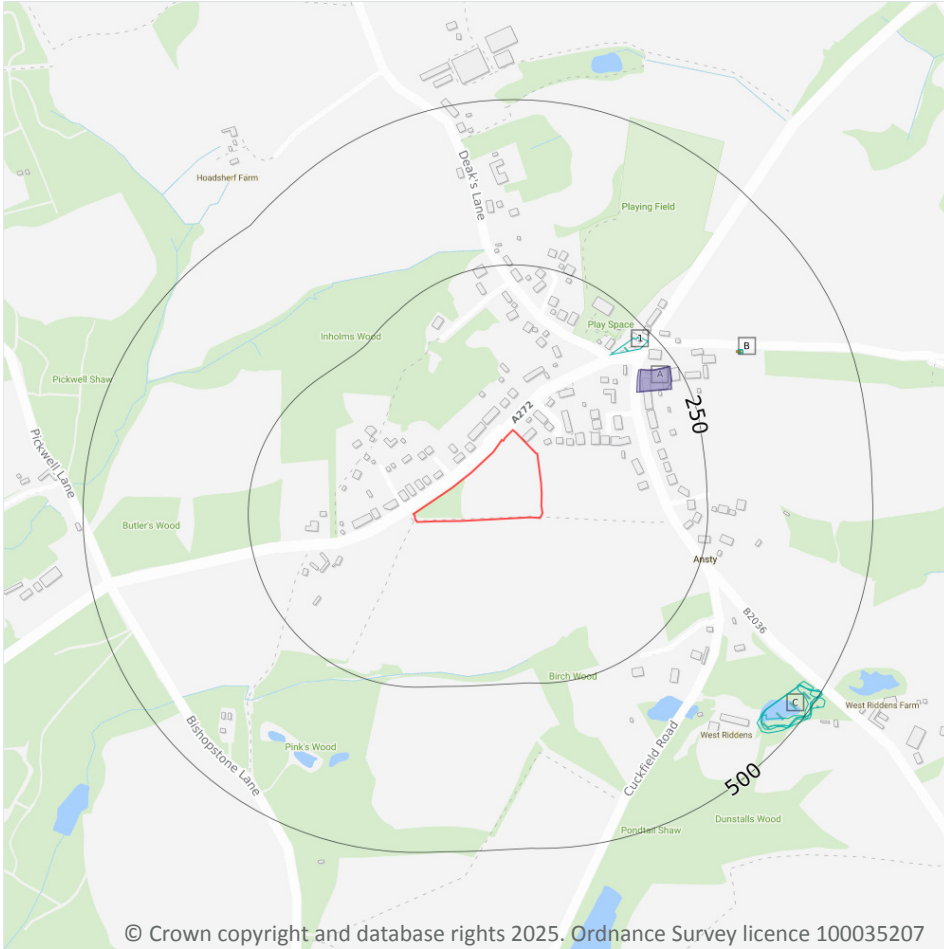 Deak's Lane
Hoadsherf Farm
Playing Field
Inholms Wood
Play Space
1
B
Pickwell Shaw
A
A272
250
Pickwell Lane
Butler's Wood
Ansty
B2036
Birch Wood
C
West Riddens Farm
West Riddens
Bishopstone Lane
Pink's Wood
Cuckfield Road
500
Dunstalls Wood
Pondtail Shaw
© Crown copyright and database rights 2025. Ordnance Survey licence 100035207